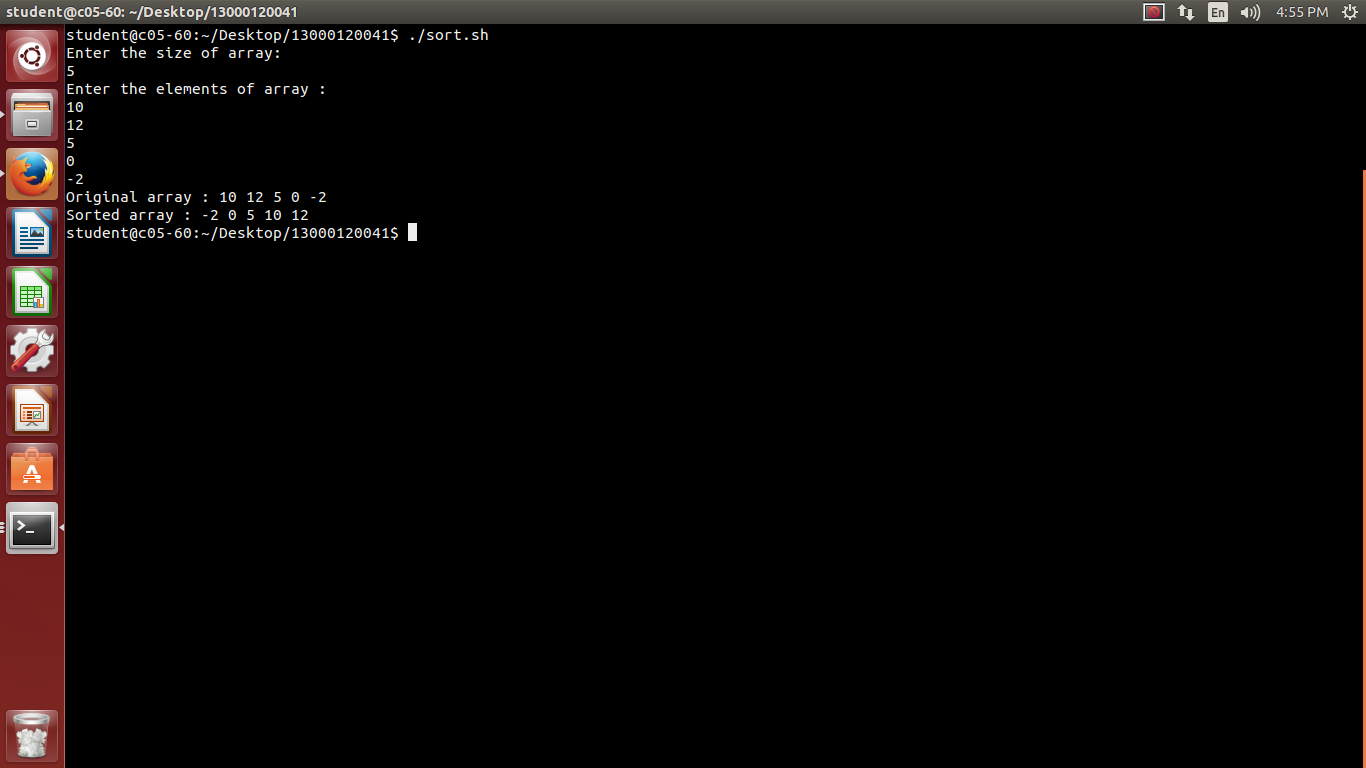 student@c05-60: ~/Desktop/13000120041
En
4:55 PM
student@c05-60:~/Desktop/13000120041$ ./sort.sh
Enter the size of array:
5
Enter the elements of array :
10
12
5
0
-2
Original array : 10 12 5 0 -2
Sorted array : -2 0 5 10 12
student@c05-60:~/Desktop/13000120041$